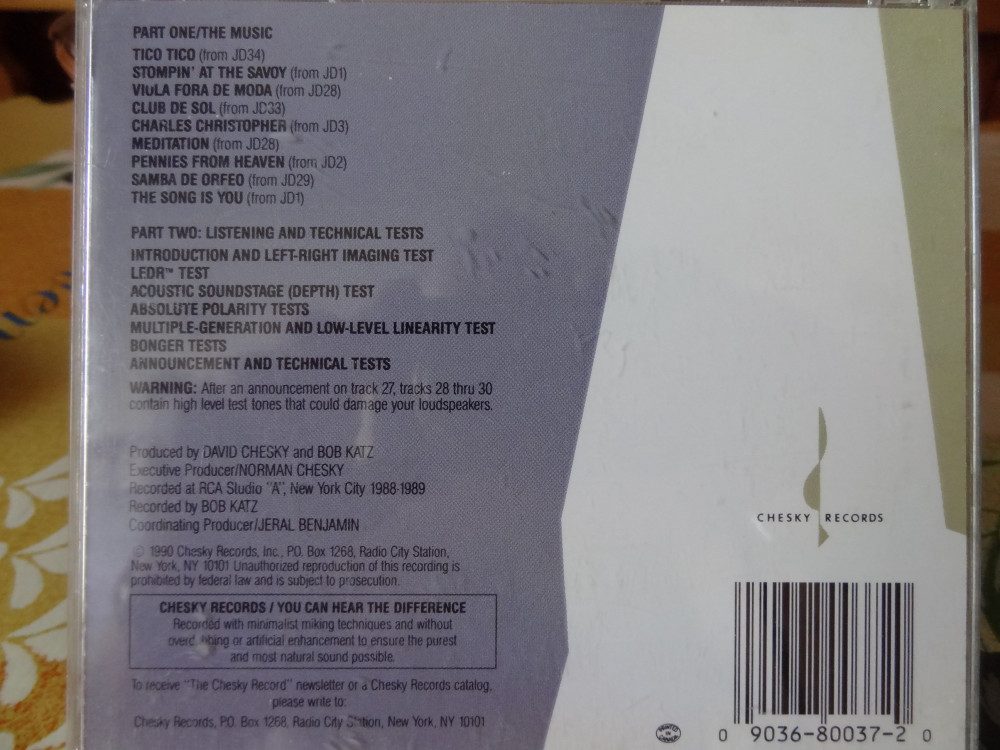 PART ONE/THE MUSIC
TICO TICO (from JD34)
STOMPIN' AT THE SAVOY (from JD1)
VIOLA FORA DE MODA (from JD28)
CLUB DE SOL (from JD33)
CHARLES CHRISTOPHER (from JD3)
MEDITATION (from JD28)
PENNIES FROM HEAVEN (from JD2)
SAMBA DE ORFEO (from JD29)
THE SONG IS YOU (from JD1)
PART TWO: LISTENING AND TECHNICAL TESTS
INTRODUCTION AND LEFT-RIGHT IMAGING TEST
LEDR™ TEST
ACOUSTIC SOUNDSTAGE (DEPTH) TEST
ABSOLUTE POLARITY TESTS
MULTIPLE-GENERATION AND LOW-LEVEL LINEARITY TEST
BONGER TESTS
ANNOUNCEMENT AND TECHNICAL TESTS
WARNING: After an announcement on track 27, tracks 28 thru 30
contain high level test tones that could damage your loudspeakers.
Produced by DAVID CHESKY and BOB KATZ
Executive Producer/NORMAN CHESKY
Recorded at RCA Studio "A", New York City 1988-1989
Recorded by BOB KATZ
Coordinating Producer/JERAL BENJAMIN
© 1990 Chesky Records, Inc., P.O. Box 1268, Radio City Station,
New York, NY 10101 Unauthorized reproduction of this recording is
prohibited by federal law and is subject to prosecution.
CHESKY RECORDS / YOU CAN HEAR THE DIFFERENCE
Recorded with minimalist miking techniques and without
or artificial enhancement to ensure the purest
and most natural sound possible.
To receive "The Chesky Record" newsletter or a Chesky Records catalog,
please write to:
Chesky Records, P.O. Box 1268, Radio City Station, New York, NY 10101
CHESKY RECORDS
0 9036-80037-2 0